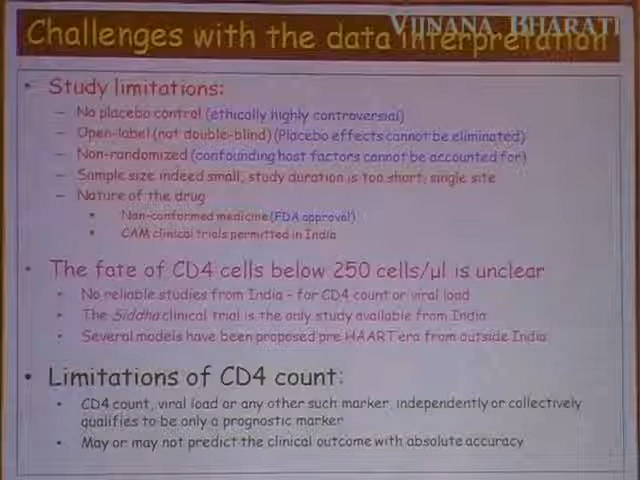 VIJNANA BHARATI
Challenges with the data interpretation
• Study limitations:
– No placebo control (ethically highly controversial)
– Open-label (not double-blind) (Placebo effects cannot be eliminated)
– Non-randomized (confounding host factors cannot be accounted for)
– Sample size indeed small, study duration is too short, single site
– Nature of the drug
• Non-conformed medicine (FDA approval)
• CAM clinical trials permitted in India
• The fate of CD4 cells below 250 cells/µl is unclear
• No reliable studies from India – for CD4 count or viral load
• The Siddha clinical trial is the only study available from India
• Several models have been proposed pre HAART era from outside India
• Limitations of CD4 count:
• CD4 count, viral load or any other such marker, independently or collectively
qualifies to be only a prognostic marker
• May or may not predict the clinical outcome with absolute accuracy